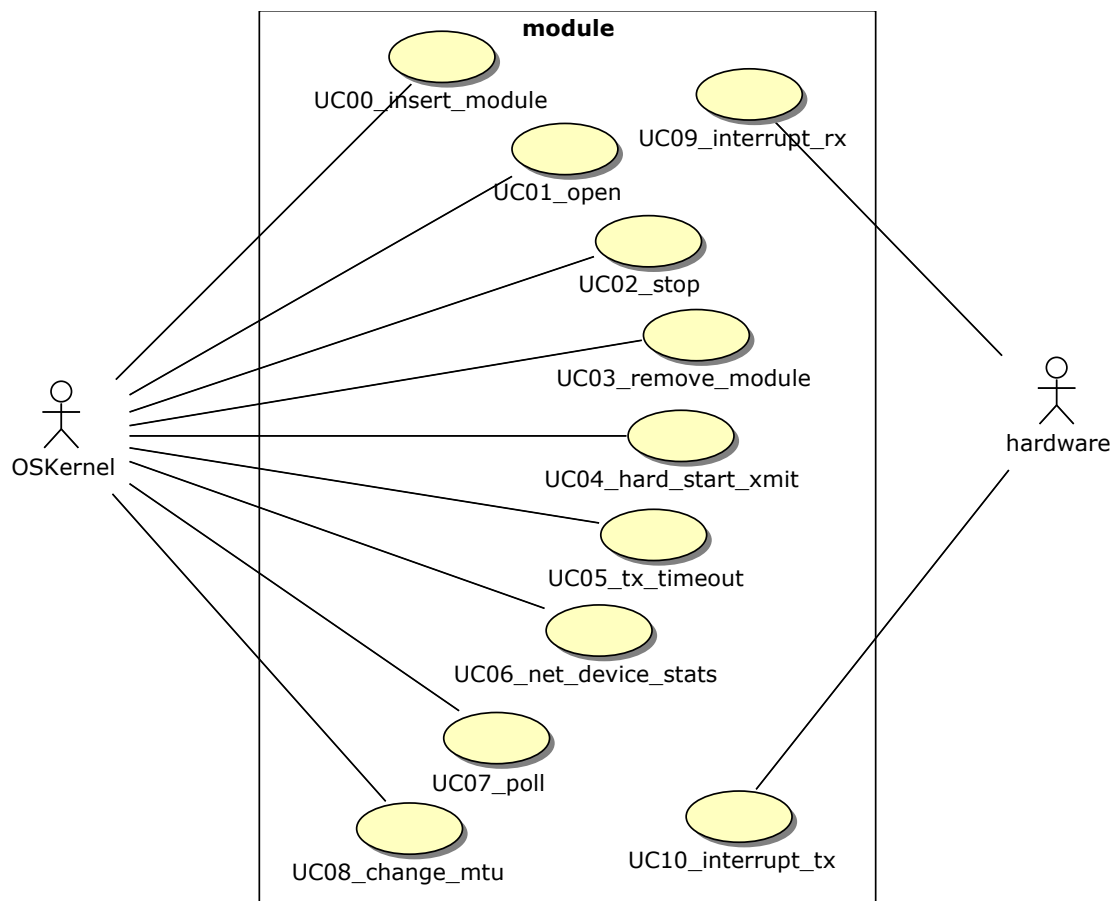 module
UC00_insert_module
UC09_interrupt_rx
UC01_open
UC02_stop
UC03_remove_module
OSKernel
hardware
UC04_hard_start_xmit
UC05_tx_timeout
UC06_net_device_stats
UC07_poll
UC08_change_mtu
UC10_interrupt_tx